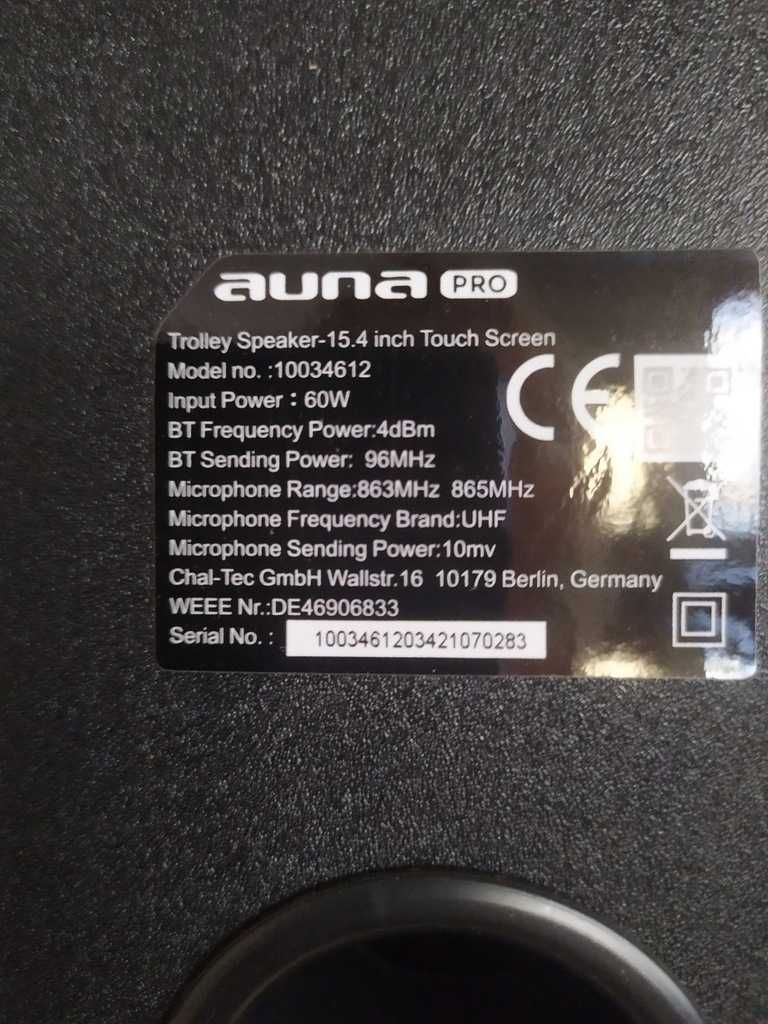 auna PRO
Trolley Speaker-15.4 inch Touch Screen
Model no. :10034612
Input Power : 60W
BT Frequency Power:4dBm
BT Sending Power: 96MHz
Microphone Range:863MHz 865MHz
Microphone Frequency Brand:UHF
Microphone Sending Power:10mv
Chal-Tec GmbH Wallstr.16 10179 Berlin, Germany
WEEE Nr.:DE46906833
Serial No. : 1003461203421070283
CE